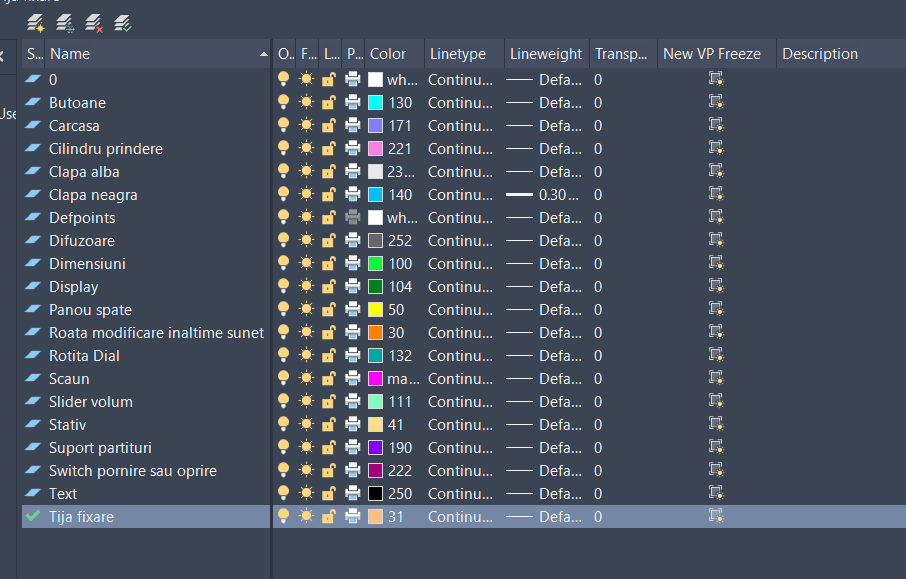 Tija fixare
S... Name O.. F... L... P... Color Linetype Lineweight Transp... New VP Freeze Description
0 wh... Continu... Defa... 0
Butoane 130 Continu... Defa... 0
Carcasa 171 Continu... Defa... 0
Cilindru prindere 221 Continu... Defa... 0
Clapa alba 23... Continu... Defa... 0
Clapa neagra 140 Continu... 0.30 ... 0
Defpoints wh... Continu... Defa... 0
Difuzoare 252 Continu... Defa... 0
Dimensiuni 100 Continu... Defa... 0
Display 104 Continu... Defa... 0
Panou spate 50 Continu... Defa... 0
Roata modificare inaltime sunet 30 Continu... Defa... 0
Rotita Dial 132 Continu... Defa... 0
Scaun ma... Continu... Defa... 0
Slider volum 111 Continu... Defa... 0
Stativ 41 Continu... Defa... 0
Suport partituri 190 Continu... Defa... 0
Switch pornire sau oprire 222 Continu... Defa... 0
Text 250 Continu... Defa... 0
Tija fixare 31 Continu... Defa... 0